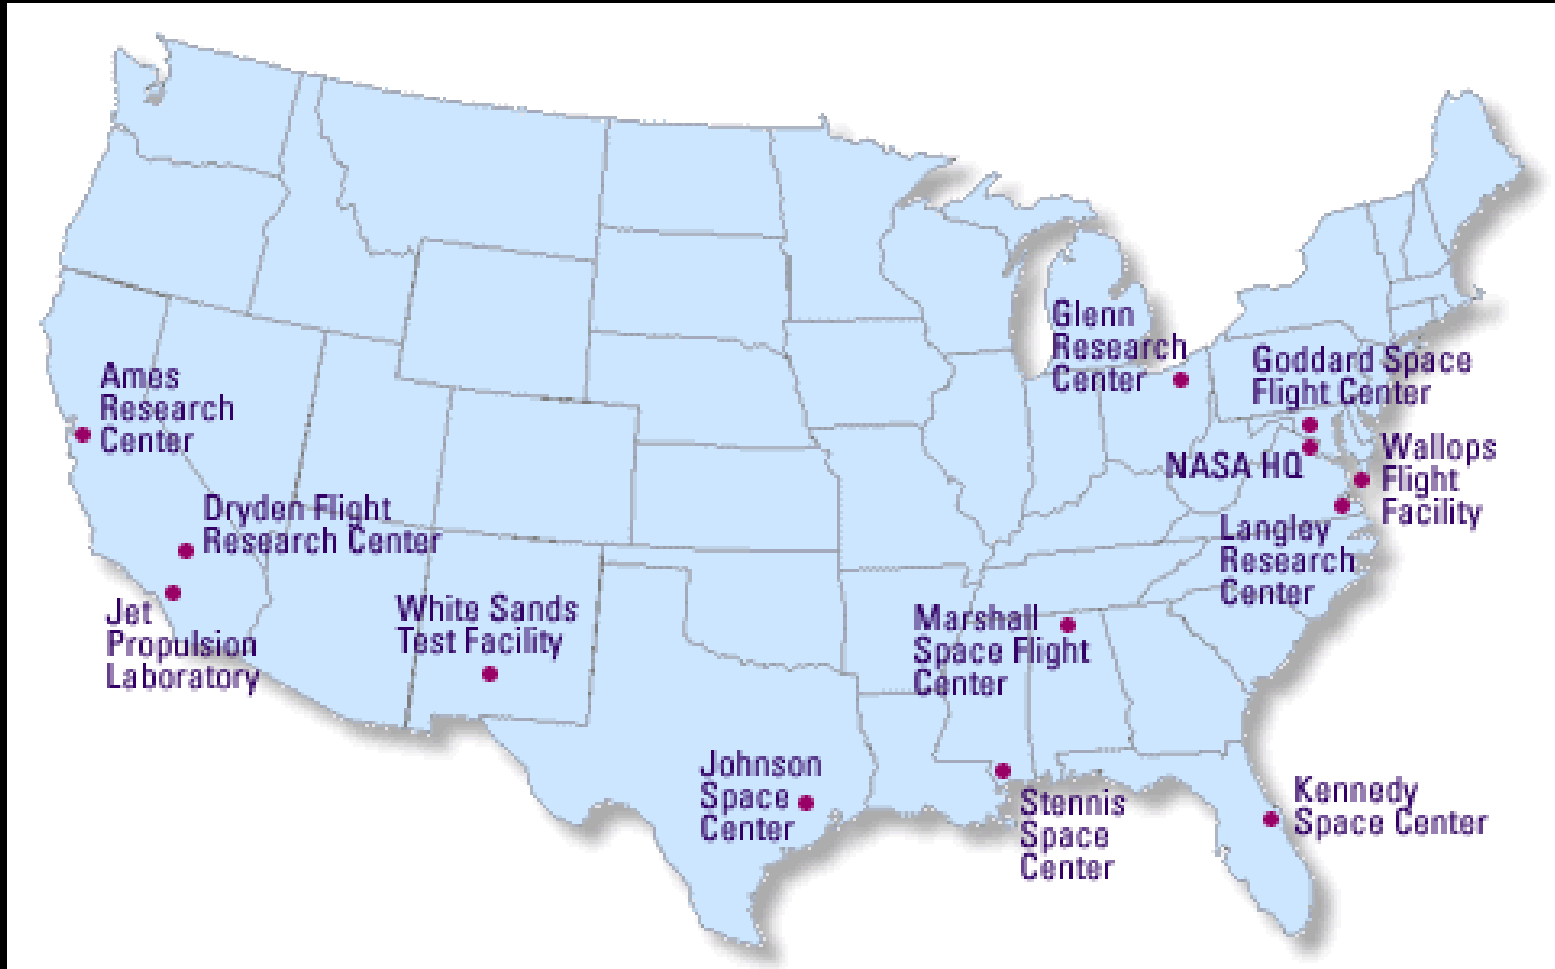 Glenn
Research
Center
Goddard Space
Flight Center
Ames
Research
Center
Wallops
Flight
Facility
NASA HQ
Dryden Flight
Research Center
Langley
Research
Center
Jet
Propulsion
Laboratory
White Sands
Test Facility
Marshall
Space Flight
Center
Johnson
Space
Center
Stennis
Space
Center
Kennedy
Space Center